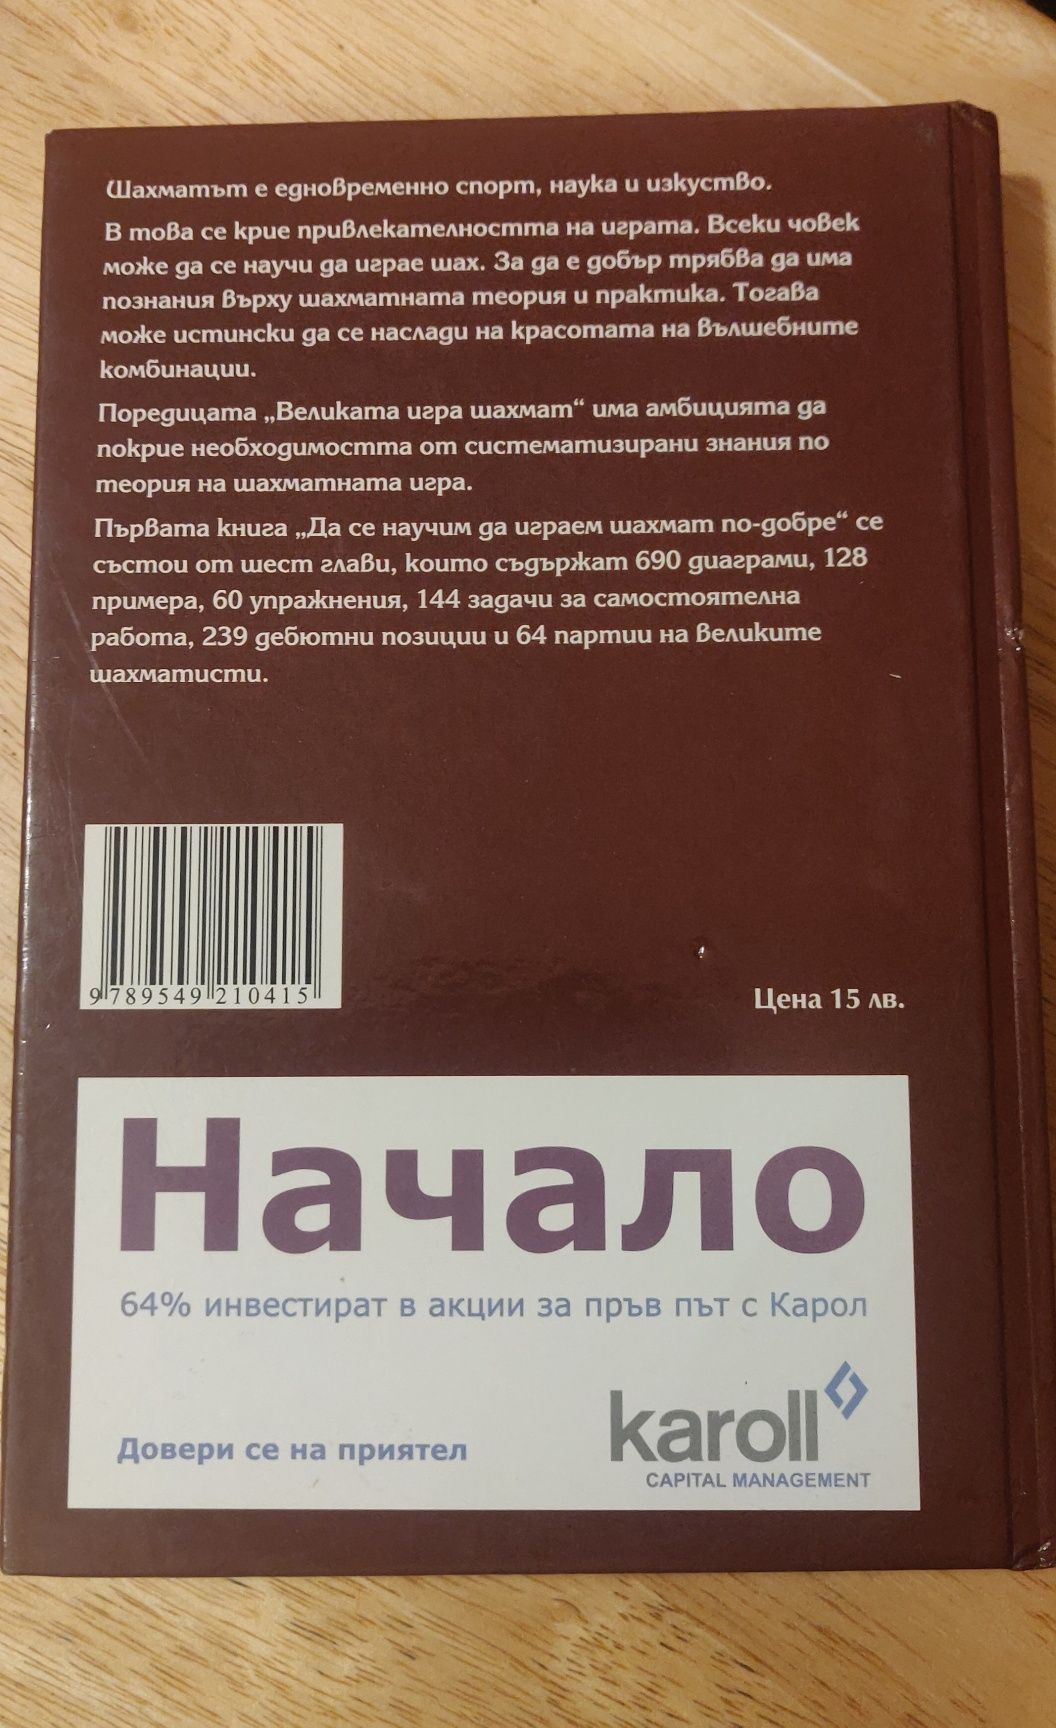 Шахматът е едновременно спорт, наука и изкуство.
В това се крие привлекателността на играта. Всеки човек
може да се научи да играе шах. За да е добър трябва да има
познания върху шахматната теория и практика. Тогава
може истински да се наслади на красотата на вълшебните
комбинации.
Поредицата „Великата игра шахмат“ има амбицията да
покрие необходимостта от систематизирани знания по
теория на шахматната игра.
Първата книга „Да се научим да играем шахмат по-добре“ се
състои от шест глави, които съдържат 690 диаграми, 128
примера, 60 упражнения, 144 задачи за самостоятелна
работа, 239 дебютни позиции и 64 партии на великите
шахматисти.
9 789549 210415
Цена 15 лв.
Начало
64% инвестират в акции за пръв път с Карол
Довери се на приятел
karoll
CAPITAL MANAGEMENT